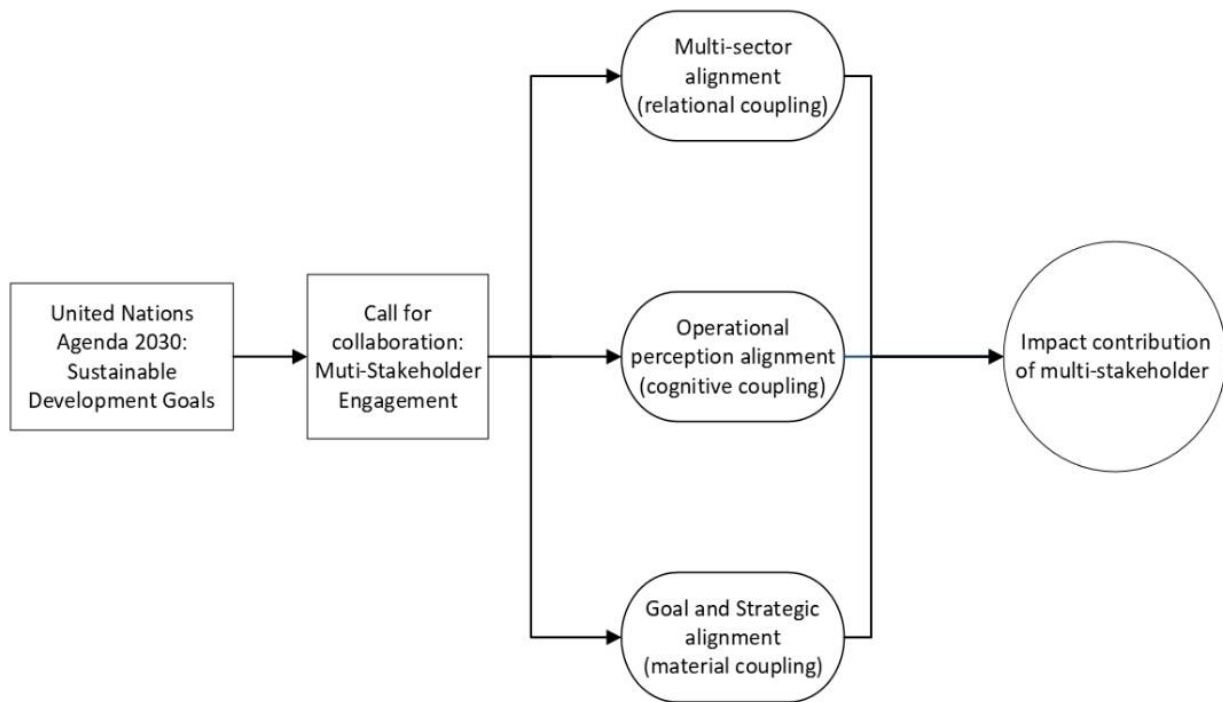 Multi-sector
alignment
(relational coupling)
United Nations
Agenda 2030:
Sustainable
Development Goals
Call for
collaboration:
Muti-Stakeholder
Engagement
Operational
perception alignment
(cognitive coupling)
Impact contribution
of multi-stakeholder
Goal and Strategic
alignment
(material coupling)